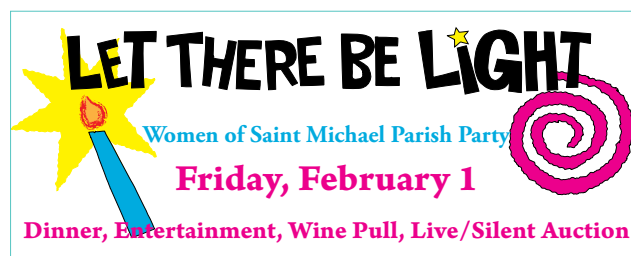 LET THERE BE LiGHT
Women of Saint Michael Parish Party
Friday, February 1
Dinner, Entertainment, Wine Pull, Live/Silent Auction